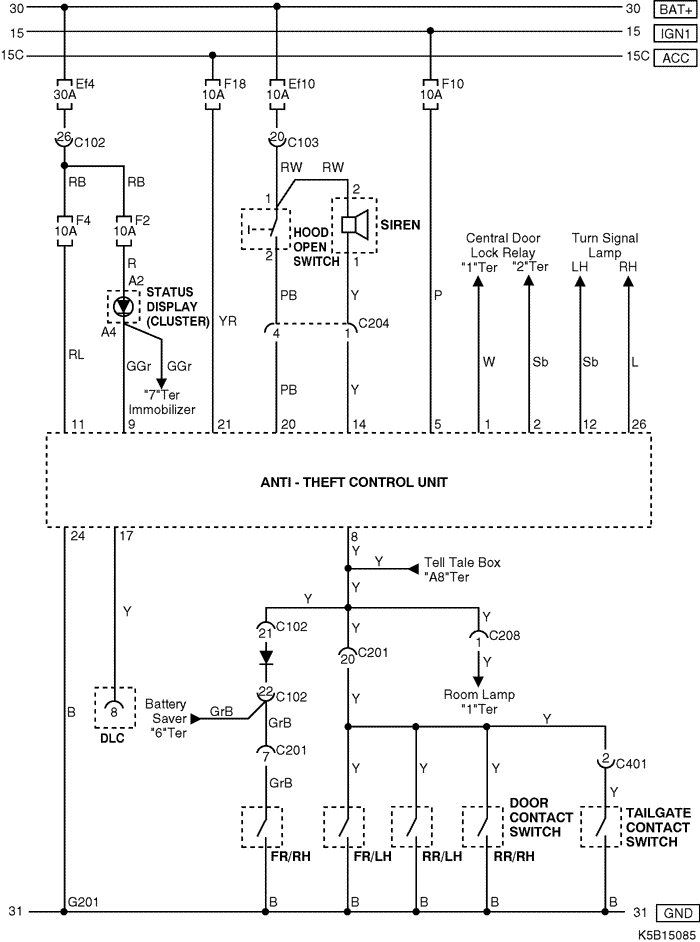 30 30 BAT+
15 15 IGN1
15C 15C ACC
Ef4 F18 Ef10 F10
30A 10A 10A 10A
26 C102 20 C103
RW RW
RB RB
1 2
F4 F2
10A 10A
HOOD OPEN SWITCH
SIREN
2 1
Central Door Lock Relay
"1"Ter "2"Ter
Turn Signal Lamp
LH RH
R
A2
STATUS DISPLAY (CLUSTER)
A4
YR PB Y P
C204
4 1
RL GGr GGr
W Sb Sb L
"7"Ter Immobilizer
PB Y
11 9 21 20 14 5 1 2 12 26
ANTI - THEFT CONTROL UNIT
24 17 8
Y
Y
Tell Tale Box "A8"Ter
Y
Y
Y
21 C102
Y
20 C201
Y
1 C208
Y
Room Lamp "1"Ter
22 C102
Battery Saver "6"Ter
GrB
GrB
Y
B
8
DLC
7 C201
GrB
Y
Y Y Y Y
2 C401
Y
DOOR CONTACT SWITCH
TAILGATE CONTACT SWITCH
FR/RH FR/LH RR/LH RR/RH
B B B B B
31 G201 31 GND
K5B15085